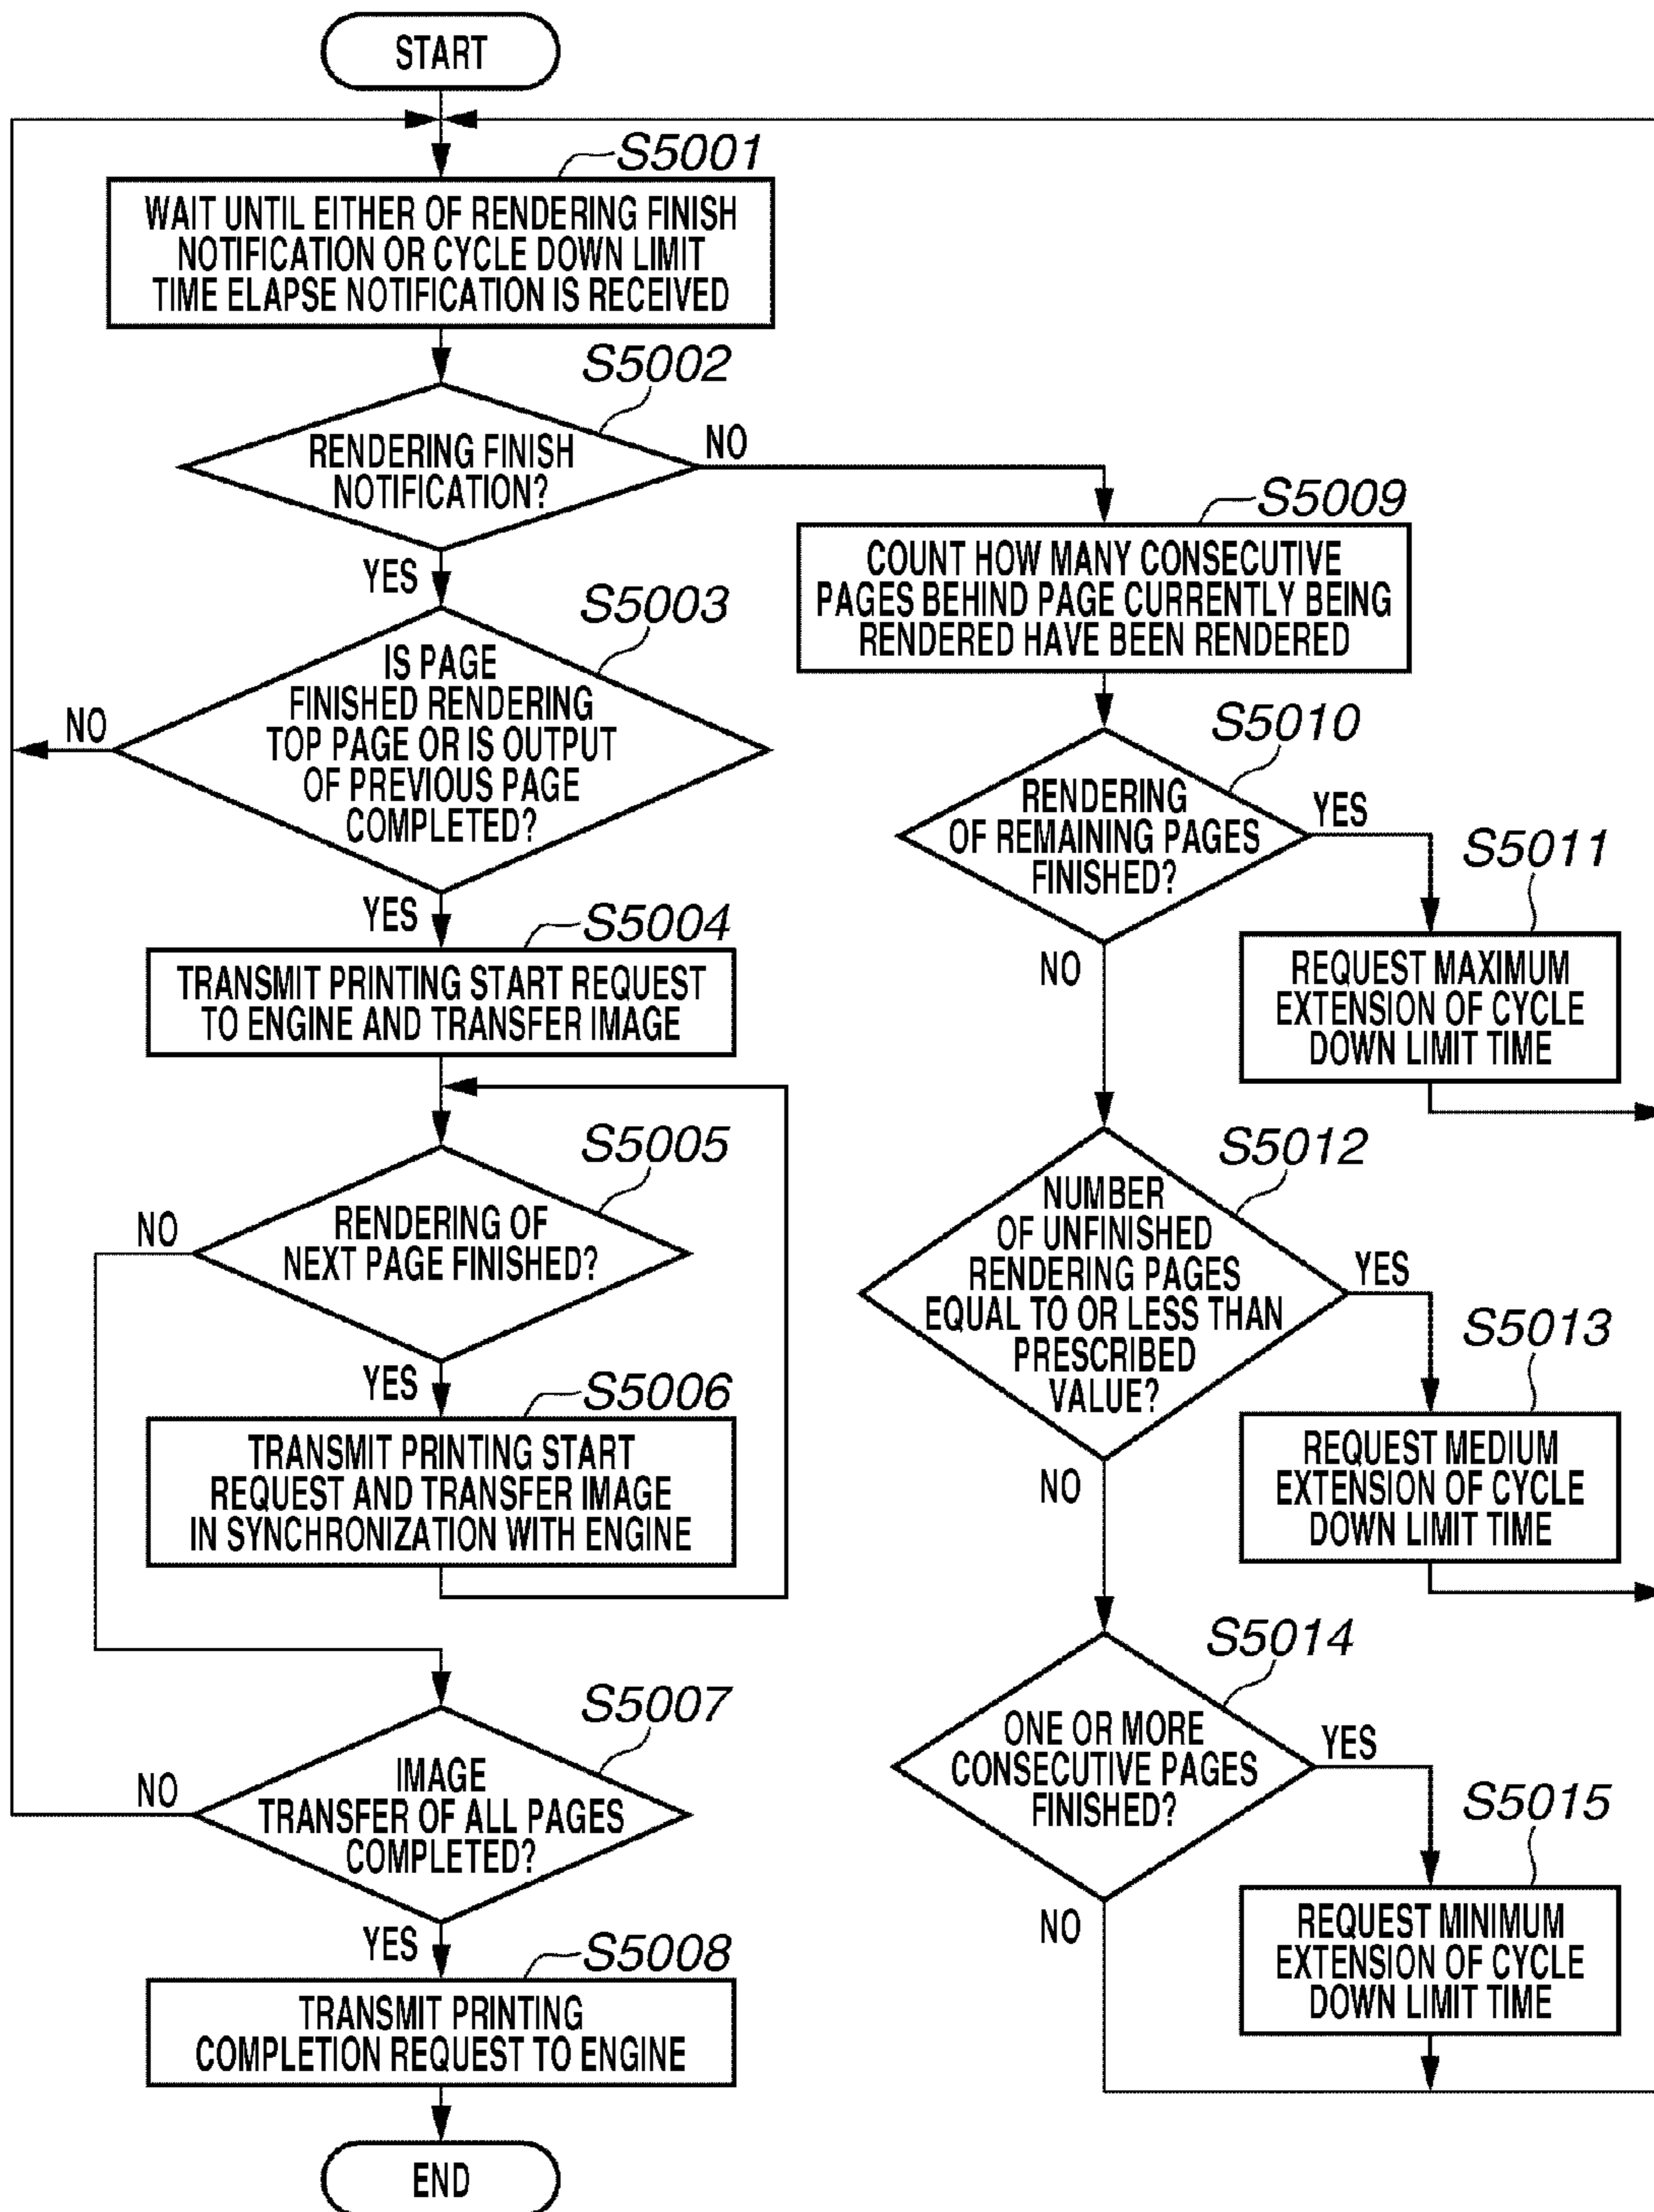 START
S5001
WAIT UNTIL EITHER OF RENDERING FINISH
NOTIFICATION OR CYCLE DOWN LIMIT
TIME ELAPSE NOTIFICATION IS RECEIVED
S5002
RENDERING FINISH
NOTIFICATION?
NO
YES
S5003
IS PAGE
FINISHED RENDERING
TOP PAGE OR IS OUTPUT
OF PREVIOUS PAGE
COMPLETED?
NO
YES
S5004
TRANSMIT PRINTING START REQUEST
TO ENGINE AND TRANSFER IMAGE
S5005
RENDERING OF
NEXT PAGE FINISHED?
NO
YES
S5006
TRANSMIT PRINTING START
REQUEST AND TRANSFER IMAGE
IN SYNCHRONIZATION WITH ENGINE
S5007
IMAGE
TRANSFER OF ALL PAGES
COMPLETED?
NO
YES
S5008
TRANSMIT PRINTING
COMPLETION REQUEST TO ENGINE
END
S5009
COUNT HOW MANY CONSECUTIVE
PAGES BEHIND PAGE CURRENTLY BEING
RENDERED HAVE BEEN RENDERED
S5010
RENDERING
OF REMAINING PAGES
FINISHED?
YES
NO
S5011
REQUEST MAXIMUM
EXTENSION OF CYCLE
DOWN LIMIT TIME
S5012
NUMBER
OF UNFINISHED
RENDERING PAGES
EQUAL TO OR LESS THAN
PRESCRIBED
VALUE?
YES
NO
S5013
REQUEST MEDIUM
EXTENSION OF CYCLE
DOWN LIMIT TIME
S5014
ONE OR MORE
CONSECUTIVE PAGES
FINISHED?
YES
NO
S5015
REQUEST MINIMUM
EXTENSION OF CYCLE
DOWN LIMIT TIME